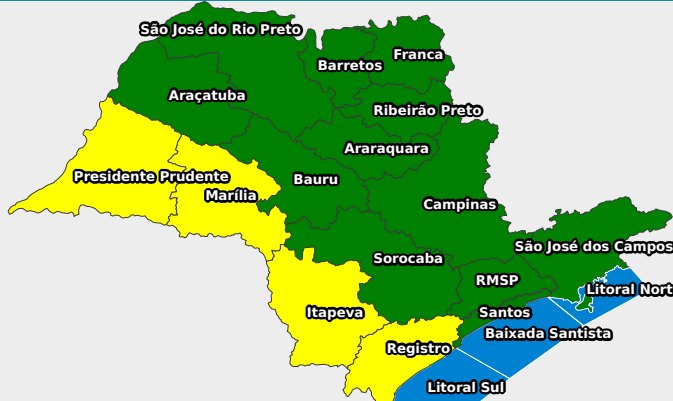 São José do Rio Preto
Franca
Barretos
Araçatuba
Ribeirão Preto
Araraquara
Presidente Prudente
Bauru
Marília
Campinas
São José dos Campos
Sorocaba
RMSP
Litoral Nort
Itapeva
Santos
Baixada Santista
Registro
Litoral Sul